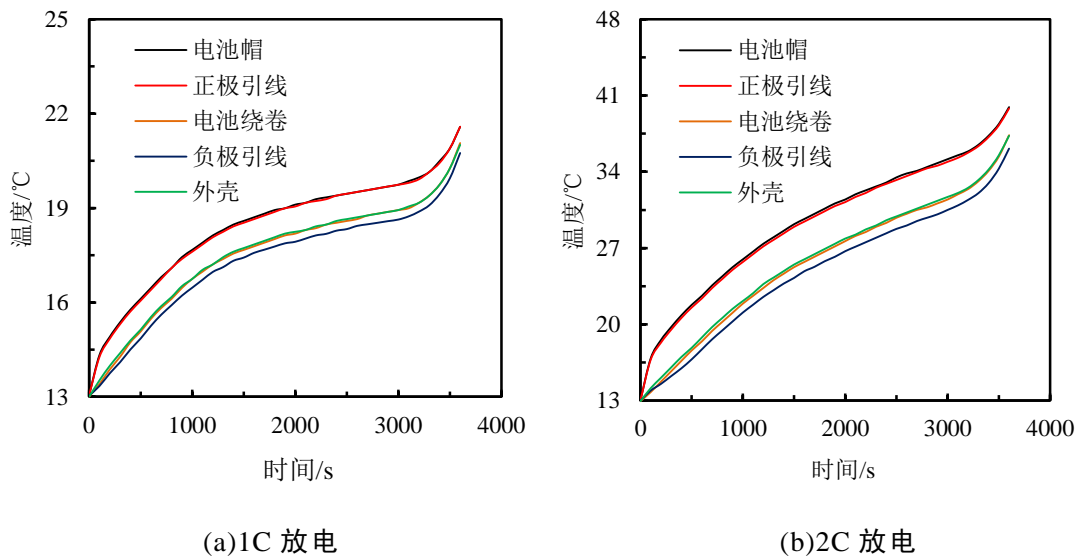 25
22
19
16
13
温度/℃
电池帽
正极引线
电池绕卷
负极引线
外壳
0 1000 2000 3000 4000
时间/s
(a)1C 放电
48
41
34
27
20
13
温度/℃
电池帽
正极引线
电池绕卷
负极引线
外壳
0 1000 2000 3000 4000
时间/s
(b)2C 放电